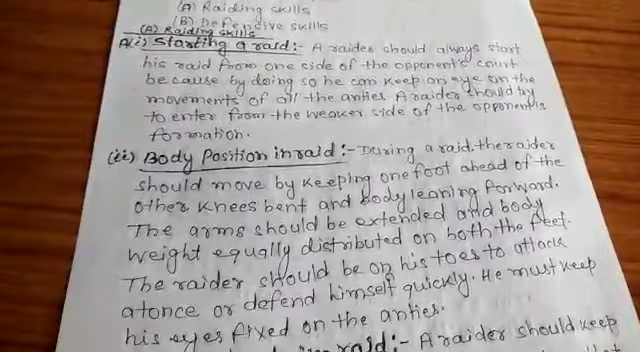 (A) Raiding skills
(B) Defensive skills
(A) Raiding skills
A(i) Starting a raid:- A raider should always start
his raid from one side of the opponent's court
because by doing so he can keep an eye on the
movements of all the anties A raider should try
to enter from the weaker side of the opponents
formation.
(ii) Body Position in raid:- During a raid, the raider
should move by keeping one foot ahead of the
other, knees bent and body leaning forward.
The arms should be extended and body
weight equally distributed on both the feet.
The raider should be on his toes to attack
atonce or defend himself quickly. He must keep
his eyes fixed on the anties.
raid:- A raider should keep